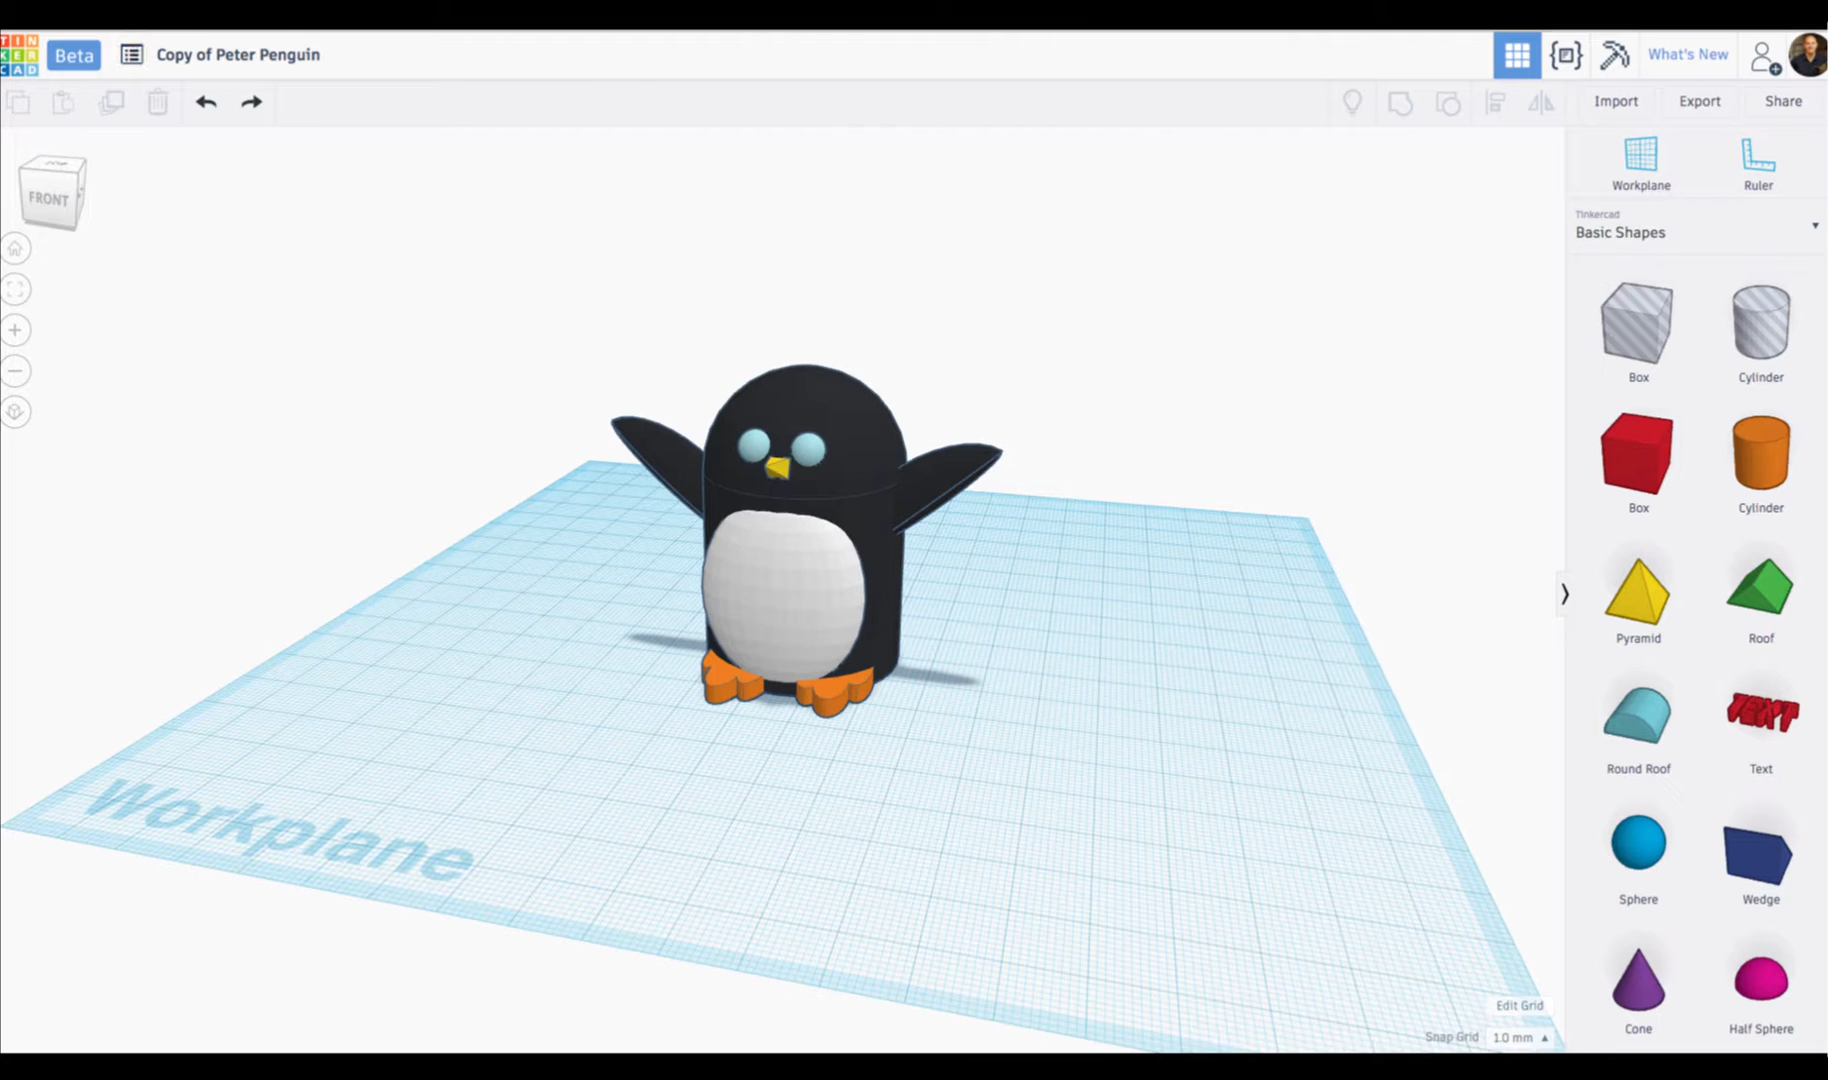 TIN
KER
CAD
Beta
Copy of Peter Penguin
What's New
Import
Export
Share
FRONT
Workplane
Ruler
Tinkercad
Basic Shapes
Box
Cylinder
Box
Cylinder
Pyramid
Roof
Round Roof
TEXT
Text
Sphere
Wedge
Cone
Half Sphere
Workplane
Edit Grid
Snap Grid
1.0 mm